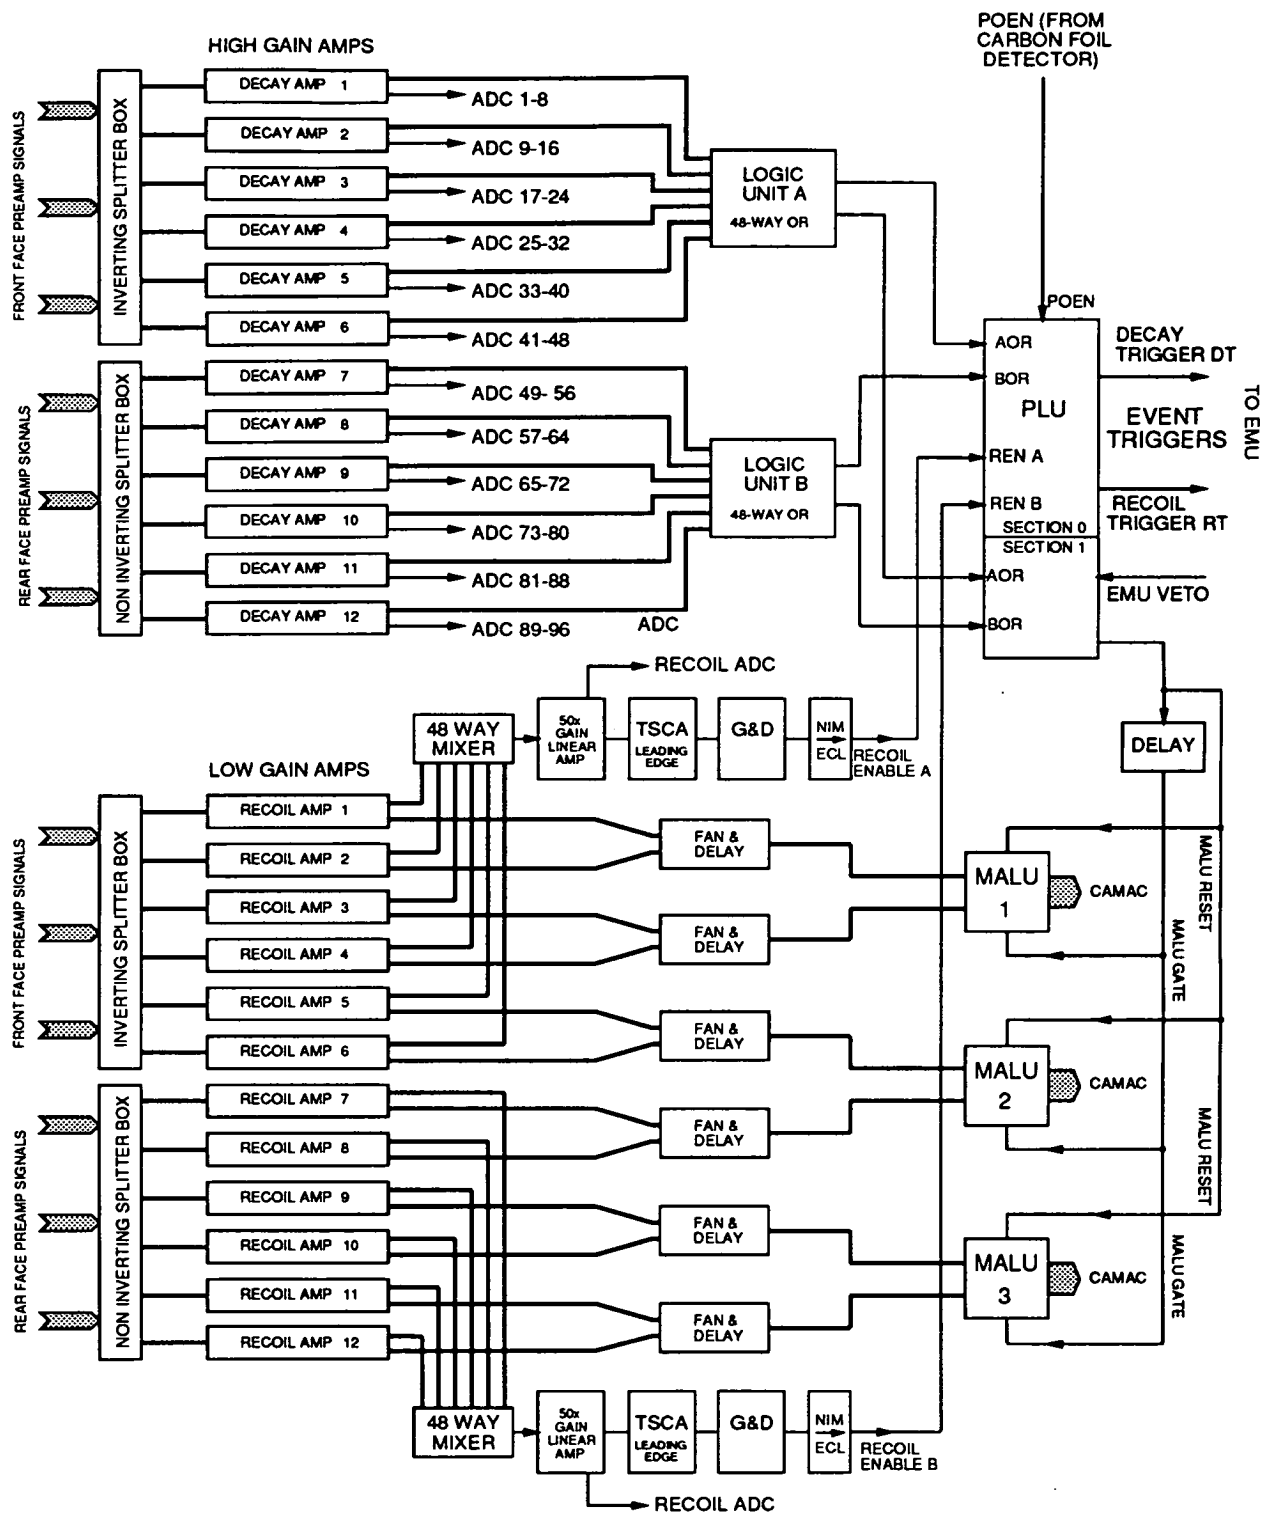 POEN (FROM
CARBON FOIL
DETECTOR)
HIGH GAIN AMPS
FRONT FACE PREAMP SIGNALS
INVERTING SPLITTER BOX
DECAY AMP 1
ADC 1-8
DECAY AMP 2
ADC 9-16
DECAY AMP 3
ADC 17-24
DECAY AMP 4
ADC 25-32
DECAY AMP 5
ADC 33-40
DECAY AMP 6
ADC 41-48
LOGIC
UNIT A
48-WAY OR
REAR FACE PREAMP SIGNALS
NON INVERTING SPLITTER BOX
DECAY AMP 7
ADC 49- 56
DECAY AMP 8
ADC 57-64
DECAY AMP 9
ADC 65-72
DECAY AMP 10
ADC 73-80
DECAY AMP 11
ADC 81-88
DECAY AMP 12
ADC 89-96
ADC
LOGIC
UNIT B
48-WAY OR
POEN
AOR
BOR
PLU
REN A
REN B
SECTION 0
SECTION 1
AOR
BOR
DECAY
TRIGGER DT
EVENT
TRIGGERS
TO EMU
RECOIL
TRIGGER RT
EMU VETO
RECOIL ADC
48 WAY
MIXER
50x
GAIN
LINEAR
AMP
TSCA
LEADING
EDGE
G&D
NIM
ECL
RECOIL
ENABLE A
DELAY
LOW GAIN AMPS
FRONT FACE PREAMP SIGNALS
INVERTING SPLITTER BOX
RECOIL AMP 1
RECOIL AMP 2
RECOIL AMP 3
RECOIL AMP 4
RECOIL AMP 5
RECOIL AMP 6
FAN &
DELAY
FAN &
DELAY
FAN &
DELAY
MALU
1
CAMAC
MALU RESET
MALU GATE
REAR FACE PREAMP SIGNALS
NON INVERTING SPLITTER BOX
RECOIL AMP 7
RECOIL AMP 8
RECOIL AMP 9
RECOIL AMP 10
RECOIL AMP 11
RECOIL AMP 12
FAN &
DELAY
FAN &
DELAY
FAN &
DELAY
MALU
2
CAMAC
MALU RESET
MALU
3
CAMAC
MALU GATE
48 WAY
MIXER
50x
GAIN
LINEAR
AMP
TSCA
LEADING
EDGE
G&D
NIM
ECL
RECOIL
ENABLE B
RECOIL ADC